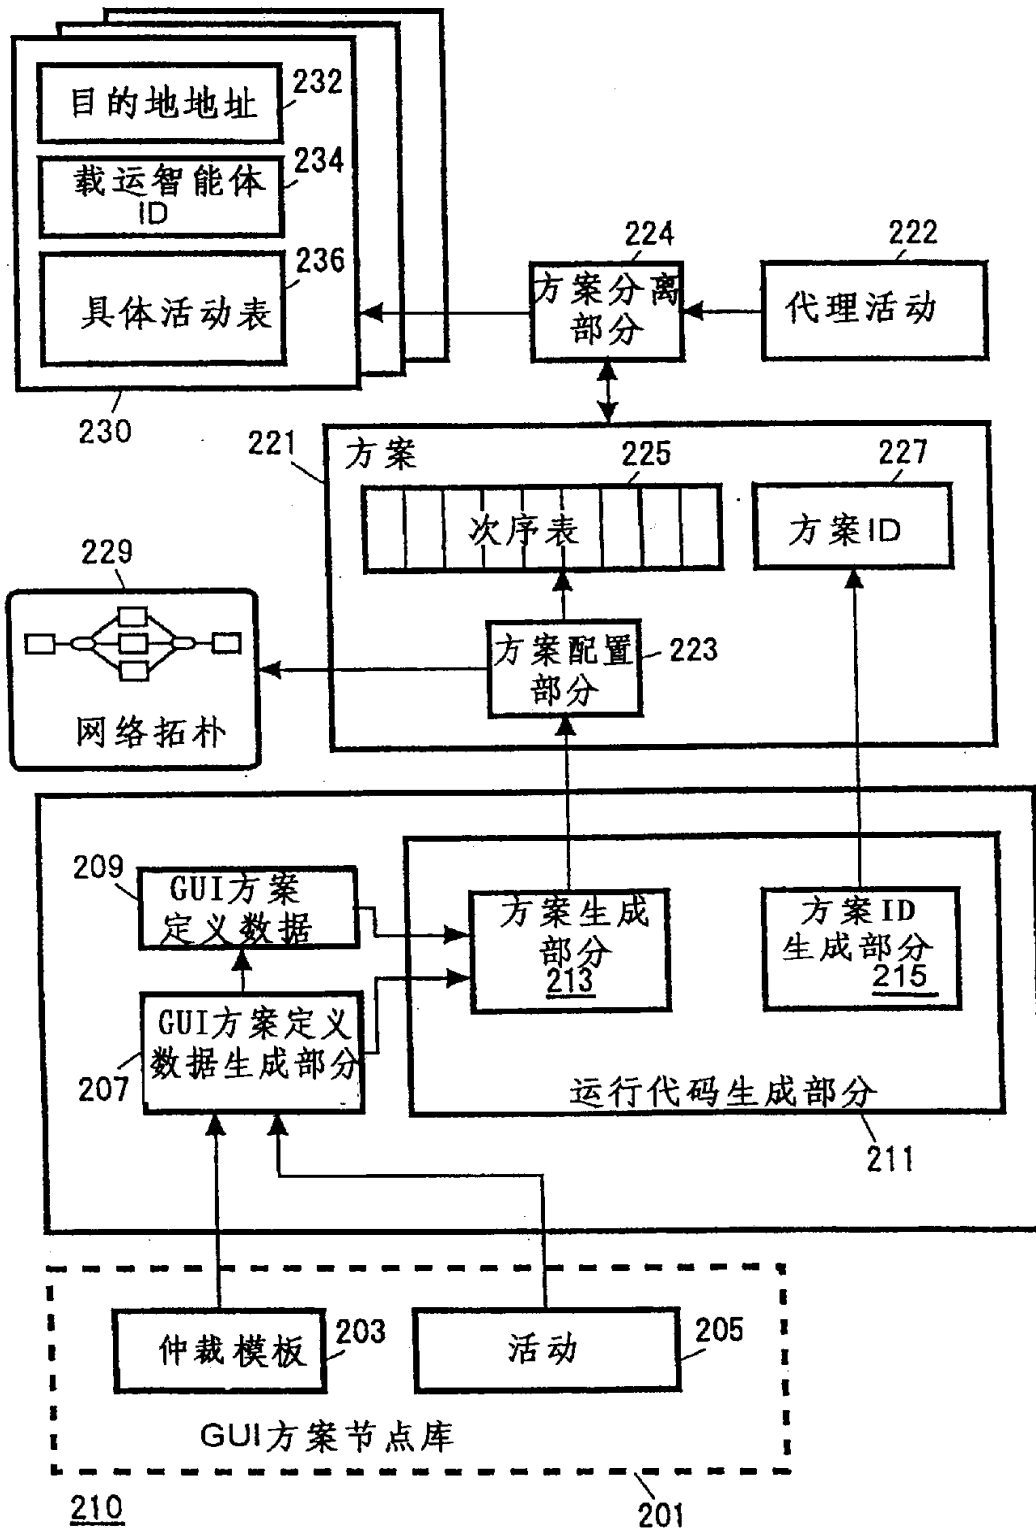 目的地地址
232
载运智能体
ID
234
具体活动表
236
230
方案分离
部分
224
代理活动
222
221
方案
225
次序表
227
方案ID
229
网络拓朴
方案配置
部分
223
209
GUI方案
定义数据
方案生成
部分
213
方案ID
生成部分
215
GUI方案定义
数据生成部分
207
运行代码生成部分
211
仲裁模板
203
活动
205
GUI方案节点库
201
210